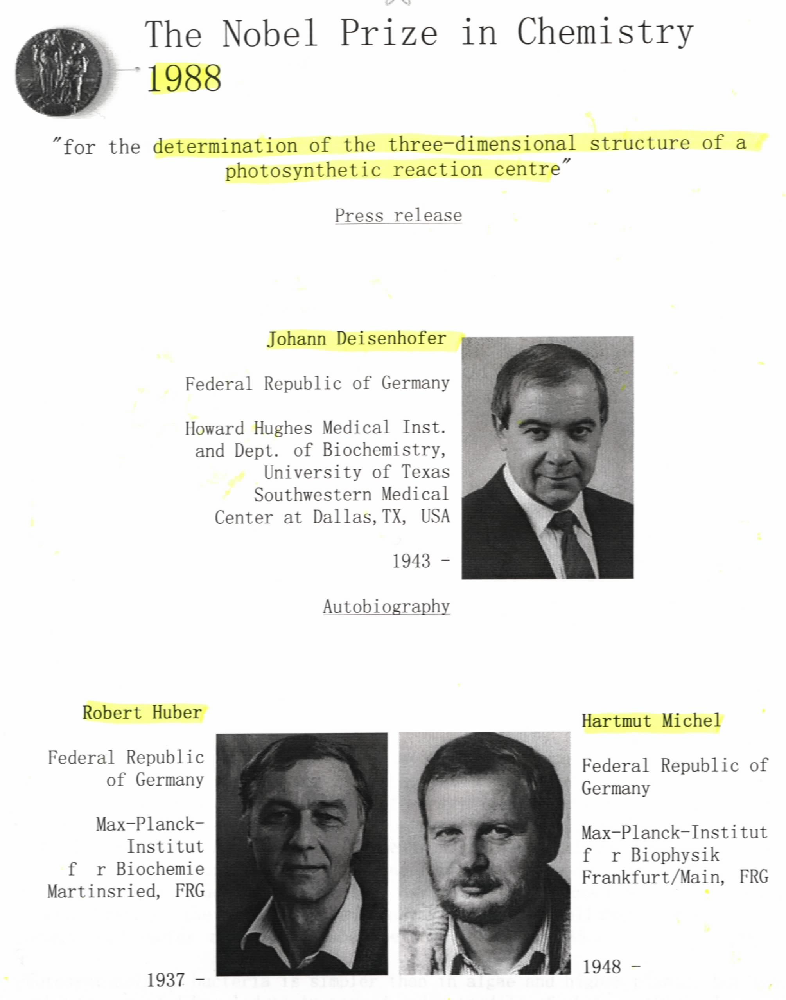 The Nobel Prize in Chemistry
1988
"for the determination of the three-dimensional structure of a
photosynthetic reaction centre"
Press release
Johann Deisenhofer
Federal Republic of Germany
Howard Hughes Medical Inst.
and Dept. of Biochemistry,
University of Texas
Southwestern Medical
Center at Dallas, TX, USA
1943 -
Autobiography
Robert Huber
Federal Republic
of Germany
Max-Planck-
Institut
f  r Biochemie
Martinsried, FRG
1937 -
Hartmut Michel
Federal Republic of
Germany
Max-Planck-Institut
f  r Biophysik
Frankfurt/Main, FRG
1948 -